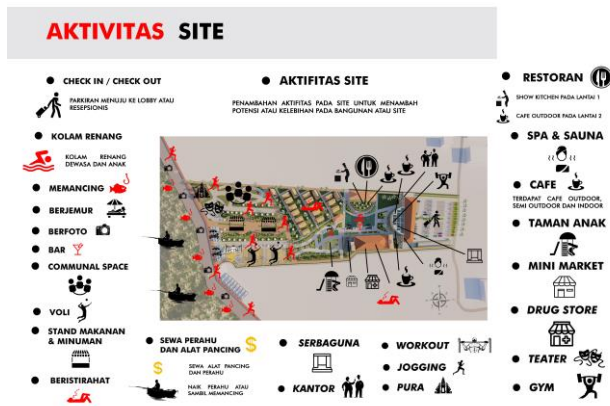 AKTIVITAS SITE
CHECK IN / CHECK OUT
PARKIRAN MENUJU KE LOBBY ATAU
RESEPSIONIS
KOLAM RENANG
KOLAM RENANG
DEWASA DAN ANAK
MEMANCING
BERJEMUR
BERFOTO
BAR
COMMUNAL SPACE
VOLI
STAND MAKANAN
& MINUMAN
BERISTIRAHAT
AKTIFITAS SITE
PENAMBAHAN AKTIFITAS PADA SITE UNTUK MENAMBAH
POTENSI ATAU KELEBIHAN PADA BANGUNAN ATAU SITE
SEWA PERAHU
DAN ALAT PANCING
SEWA ALAT PANCING
DAN PERAHU
NAIK PERAHU ATAU
SAMBIL MEMANCING
SERBAGUNA
KANTOR
WORKOUT
JOGGING
PURA
RESTORAN
SHOW KITCHEN PADA LANTAI 1
CAFE OUTDOOR PADA LANTAI 2
SPA & SAUNA
CAFE
TERDAPAT CAFE OUTDOOR,
SEMI OUTDOOR DAN INDOOR
TAMAN ANAK
MINI MARKET
DRUG STORE
TEATER
GYM